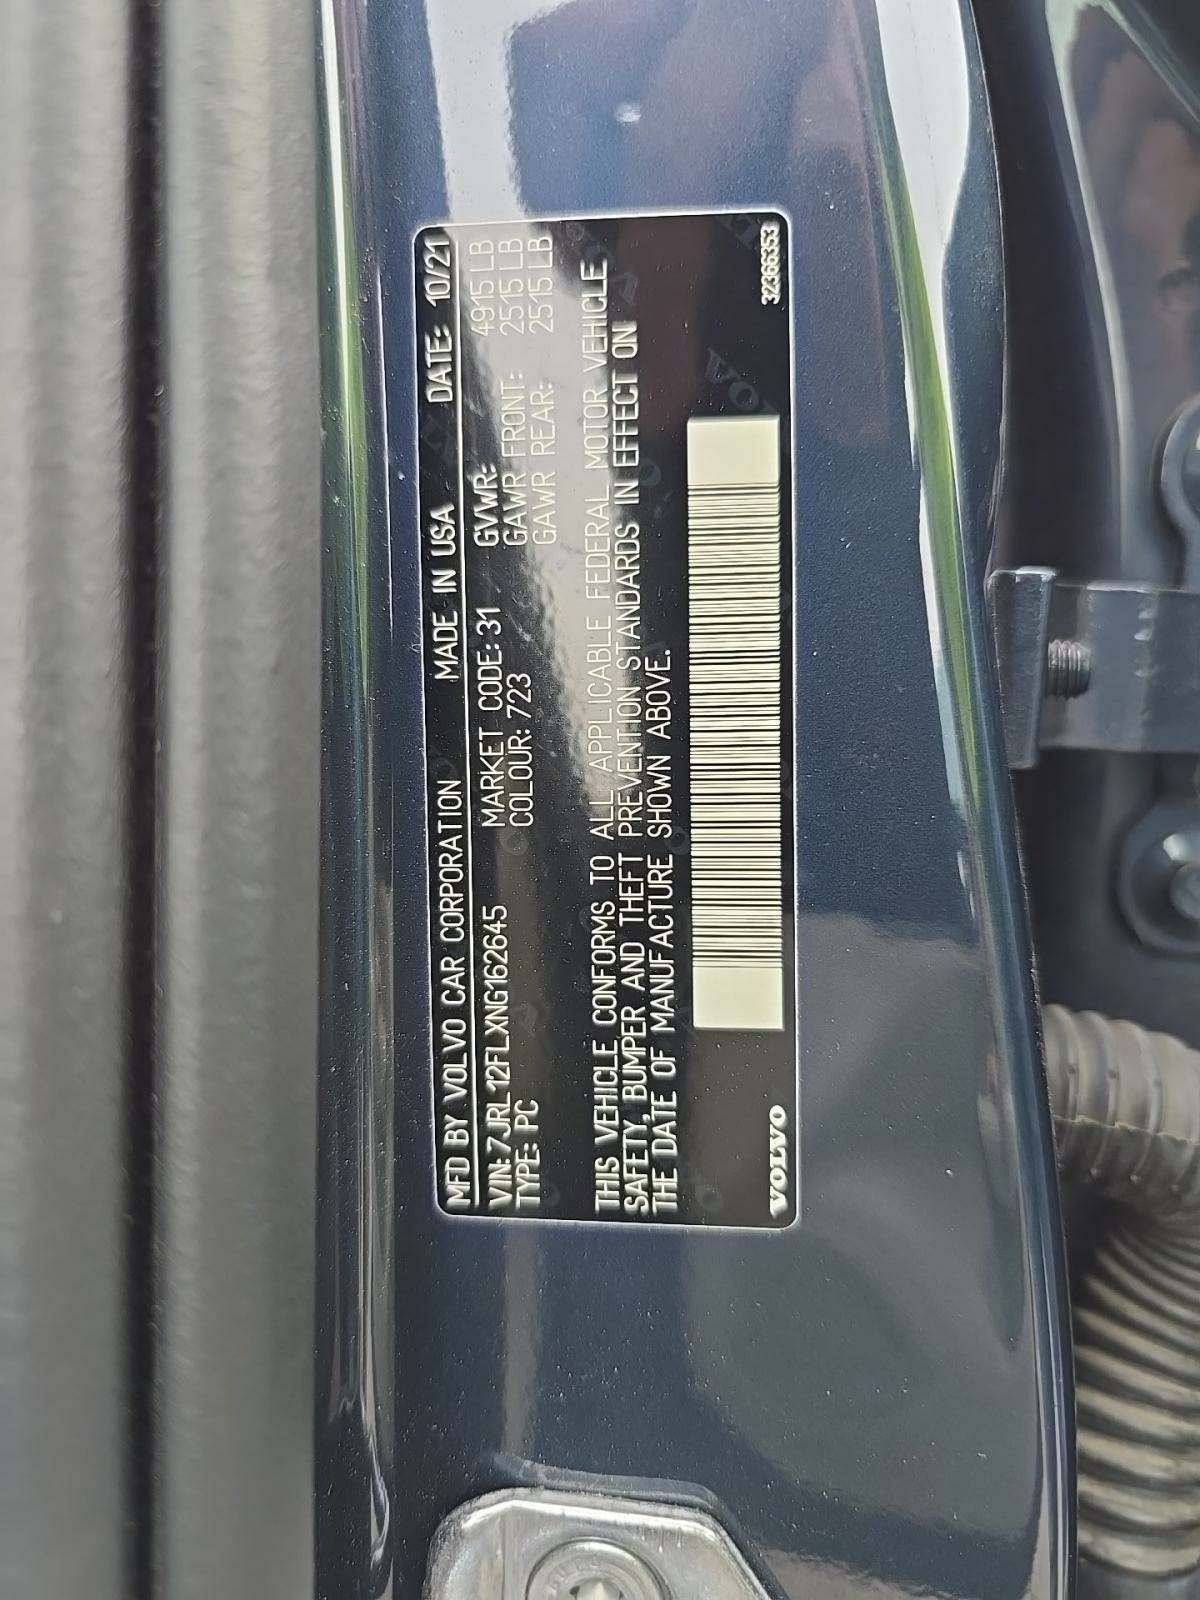 MFD BY VOLVO CAR CORPORATION MADE IN USA DATE: 10/21
VIN: 7JRL12FLXNG162645 MARKET CODE: 31 GVWR: 4915 LB
TYPE: PC COLOUR: 723 GAWR FRONT: 2515 LB
GAWR REAR: 2515 LB
THIS VEHICLE CONFORMS TO ALL APPLICABLE FEDERAL MOTOR VEHICLE
SAFETY, BUMPER AND THEFT PREVENTION STANDARDS IN EFFECT ON
THE DATE OF MANUFACTURE SHOWN ABOVE.
VOLVO 32366353